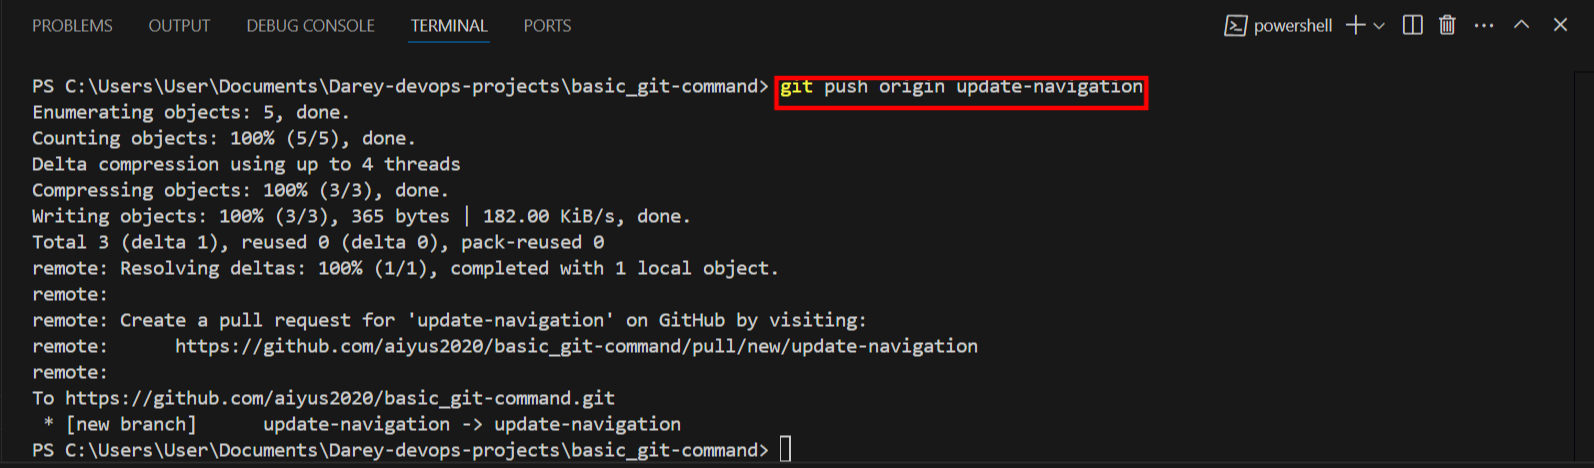 PROBLEMS OUTPUT DEBUG CONSOLE TERMINAL PORTS powershell
PS C:\Users\User\Documents\Darey-devops-projects\basic_git-command> git push origin update-navigation
Enumerating objects: 5, done.
Counting objects: 100% (5/5), done.
Delta compression using up to 4 threads
Compressing objects: 100% (3/3), done.
Writing objects: 100% (3/3), 365 bytes | 182.00 KiB/s, done.
Total 3 (delta 1), reused 0 (delta 0), pack-reused 0
remote: Resolving deltas: 100% (1/1), completed with 1 local object.
remote:
remote: Create a pull request for 'update-navigation' on GitHub by visiting:
remote:      https://github.com/aiyus2020/basic_git-command/pull/new/update-navigation
remote:
To https://github.com/aiyus2020/basic_git-command.git
 * [new branch]      update-navigation -> update-navigation
PS C:\Users\User\Documents\Darey-devops-projects\basic_git-command>